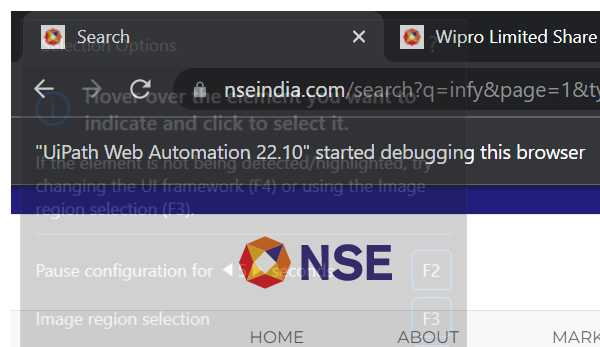 Search
Wipro Limited Share
Selection Options
?
nseindia.com/search?q=infy&page=1&ty
Hover over the element you want to
indicate and click to select it.
"UiPath Web Automation 22.10" started debugging this browser
If the element is not being detected/highlighted, try
changing the UI framework (F4) or using the Image
region selection (F3).
NSE
Pause configuration for 5 seconds
F2
Image region selection
F3
HOME
ABOUT
MARK